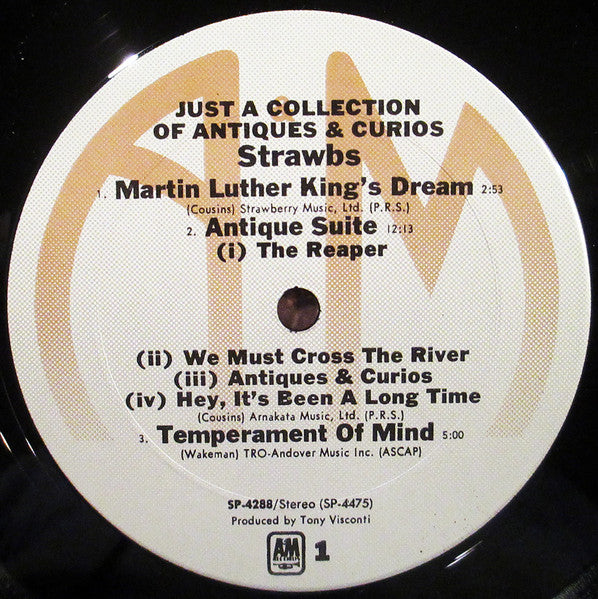 JUST A COLLECTION
OF ANTIQUES & CURIOS
Strawbs
1. Martin Luther King's Dream 2:53
(Cousins) Strawberry Music, Ltd. (P.R.S.)
2. Antique Suite 12:13
(i) The Reaper
(ii) We Must Cross The River
(iii) Antiques & Curios
(iv) Hey, It's Been A Long Time
(Cousins) Arnakata Music, Ltd. (P.R.S.)
3. Temperament Of Mind 5:00
(Wakeman) TRO-Andover Music Inc. (ASCAP)
SP-4288/Stereo (SP-4475)
Produced by Tony Visconti
A&M
RECORDS
1